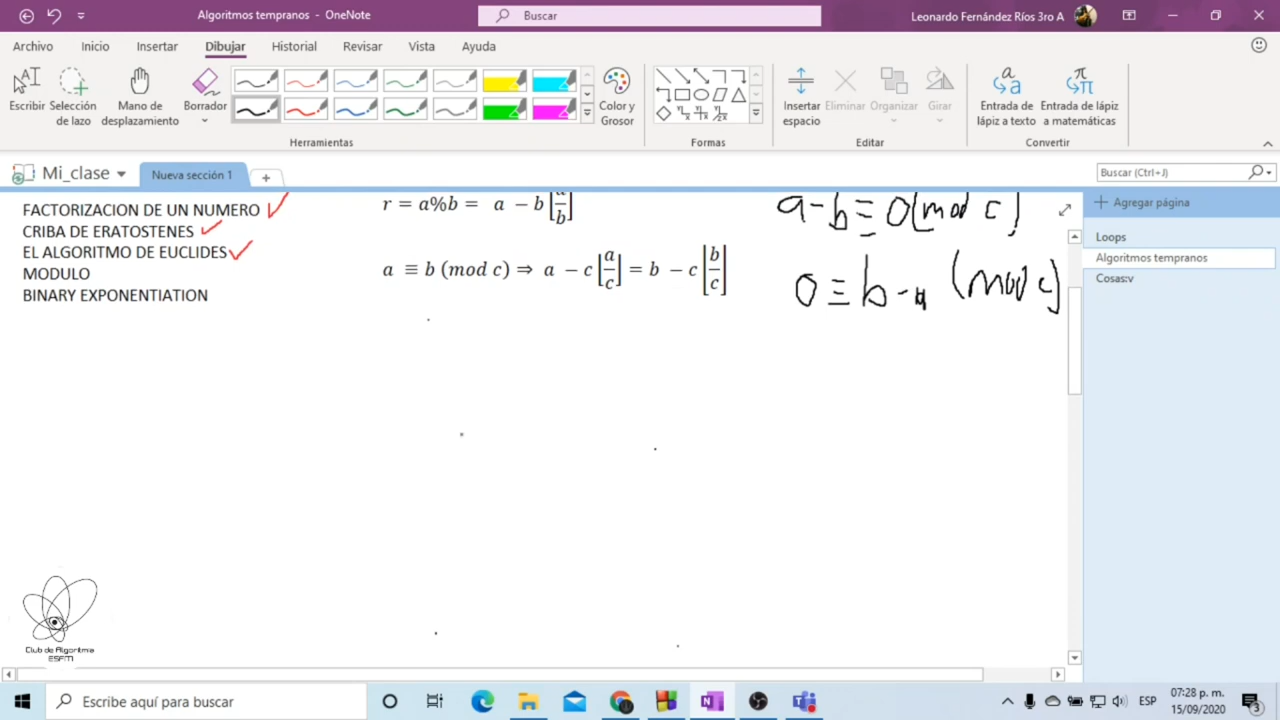 Algoritmos tempranos - OneNote
Buscar
Leonardo Fernández Ríos 3ro A
Archivo Inicio Insertar Dibujar Historial Revisar Vista Ayuda
Escribir
Selección de lazo
Mano de desplazamiento
Borrador
Color y Grosor
Insertar espacio
Eliminar
Organizar
Girar
Entrada de lápiz a texto
Entrada de lápiz a matemáticas
Herramientas
Formas
Editar
Convertir
Mi_clase
Nueva sección 1
Buscar (Ctrl+J)
Agregar página
Loops
Algoritmos tempranos
Cosas:v
FACTORIZACION DE UN NUMERO
CRIBA DE ERATOSTENES
EL ALGORITMO DE EUCLIDES
MODULO
BINARY EXPONENTIATION
r = a%b = a − b⌊a/b⌋
a ≡ b (mod c) ⇒ a − c⌊a/c⌋ = b − c⌊b/c⌋
a - b ≡ 0 (mod c)
0 ≡ b - a (mod c)
Club de Algoritmia
ESFM
Escribe aquí para buscar
ESP
07:28 p. m.
15/09/2020
3